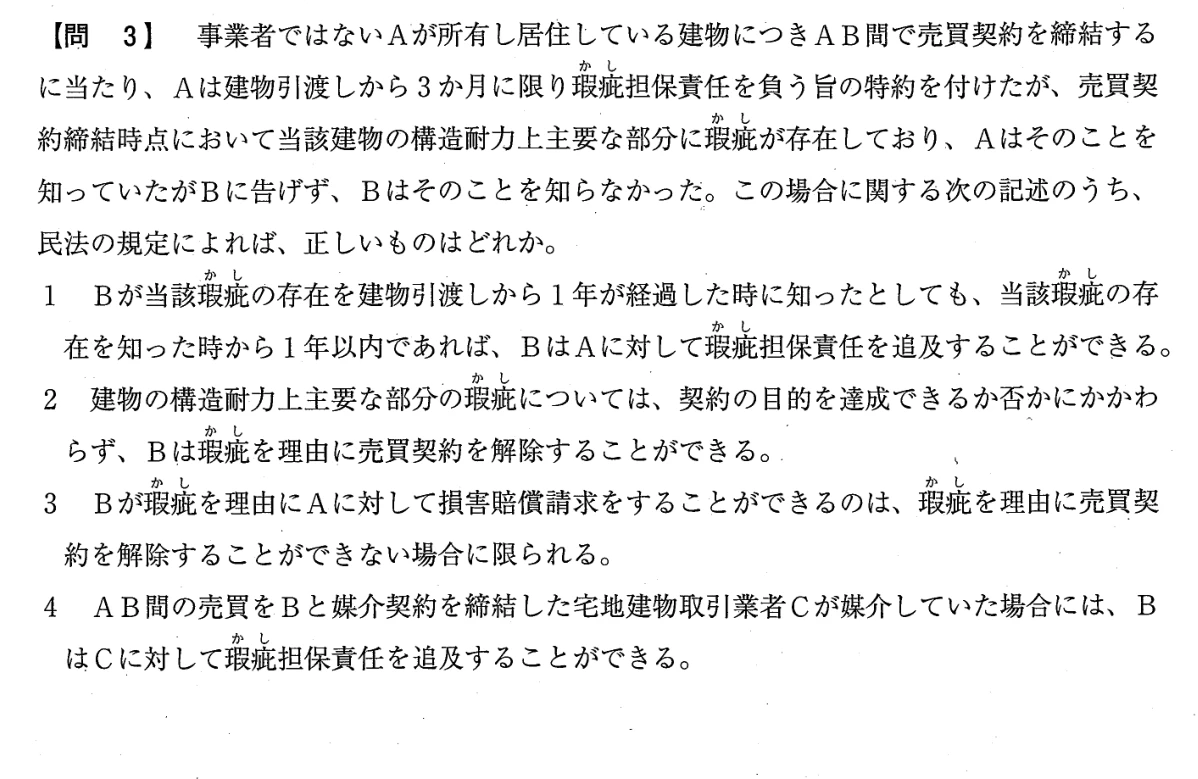 【問 3】 事業者ではないAが所有し居住している建物につきAB間で売買契約を締結する
に当たり、Aは建物引渡しから3か月に限り瑕疵担保責任を負う旨の特約を付けたが、売買契
約締結時点において当該建物の構造耐力上主要な部分に瑕疵が存在しており、Aはそのことを
知っていたがBに告げず、Bはそのことを知らなかった。この場合に関する次の記述のうち、
民法の規定によれば、正しいものはどれか。
1 Bが当該瑕疵の存在を建物引渡しから1年が経過した時に知ったとしても、当該瑕疵の存
在を知った時から1年以内であれば、BはAに対して瑕疵担保責任を追及することができる。
2 建物の構造耐力上主要な部分の瑕疵については、契約の目的を達成できるか否かにかかわ
らず、Bは瑕疵を理由に売買契約を解除することができる。
3 Bが瑕疵を理由にAに対して損害賠償請求をすることができるのは、瑕疵を理由に売買契
約を解除することができない場合に限られる。
4 AB間の売買をBと媒介契約を締結した宅地建物取引業者Cが媒介していた場合には、B
はCに対して瑕疵担保責任を追及することができる。